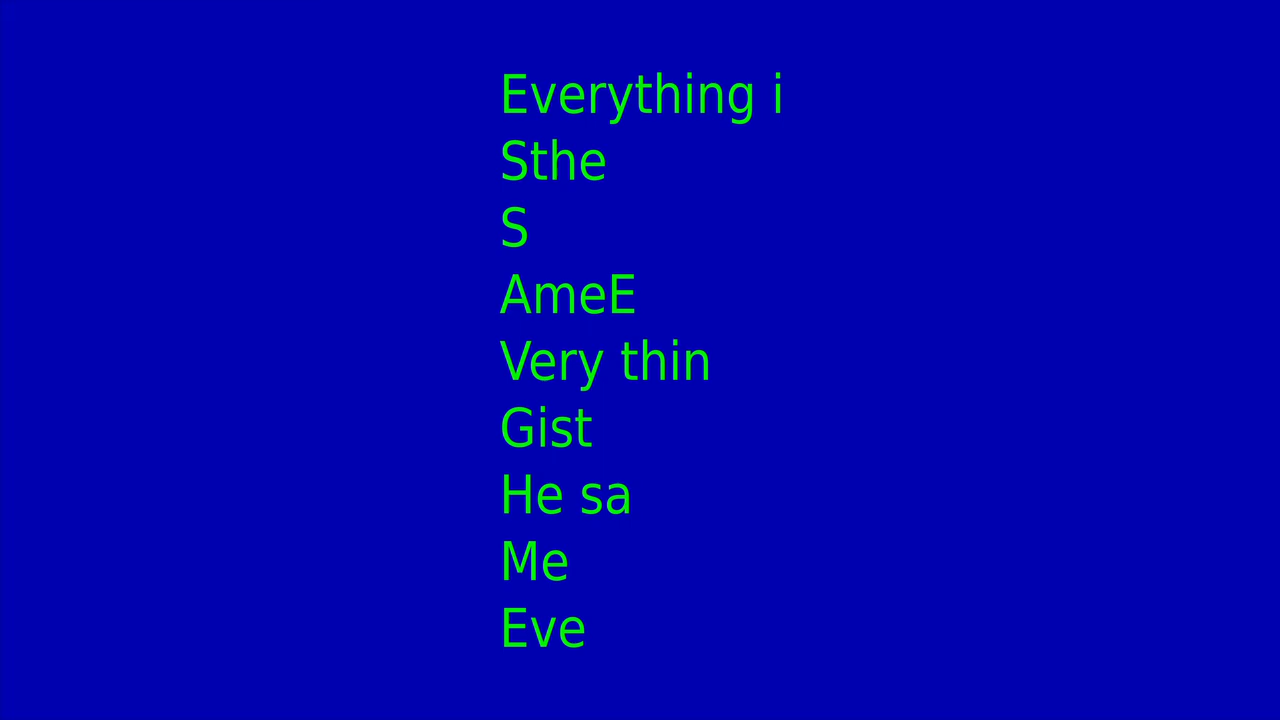 Everything i
Sthe
S
AmeE
Very thin
Gist
He sa
Me
Eve